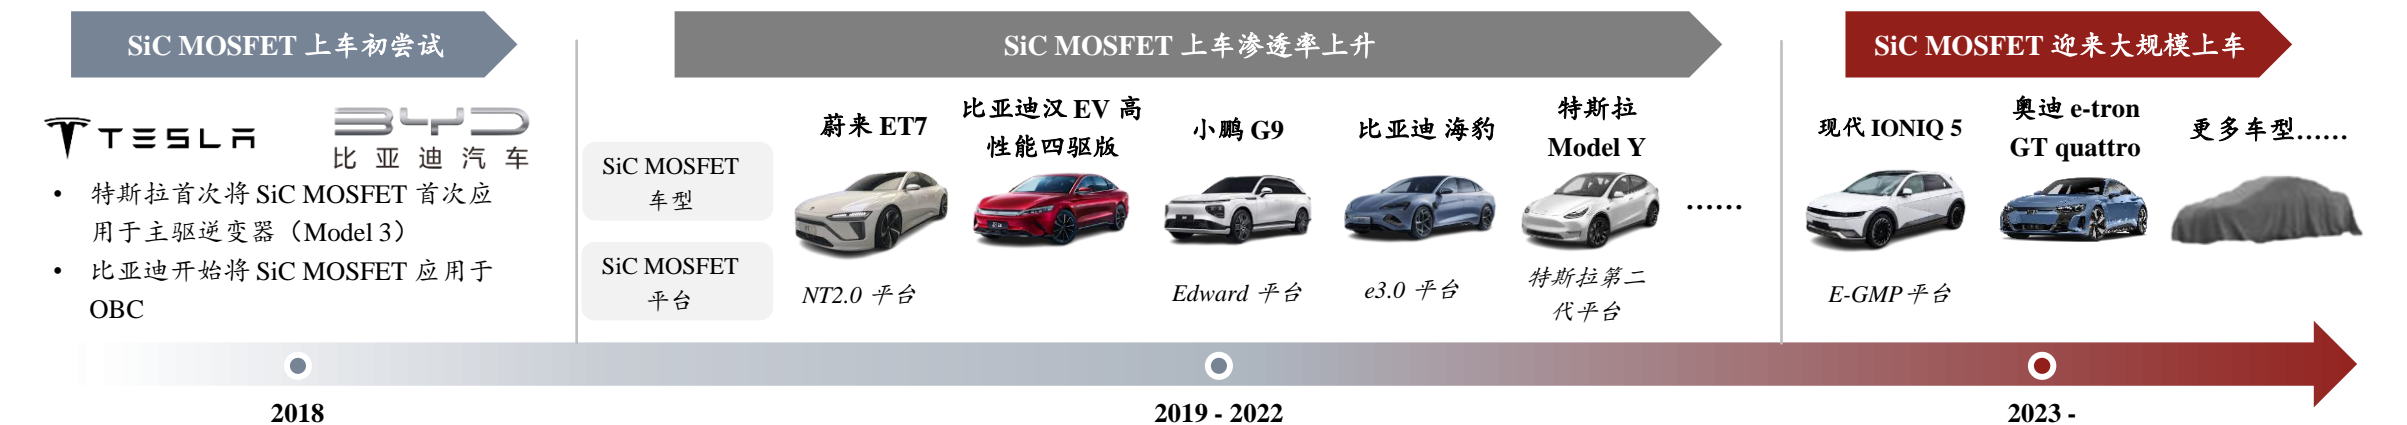 SiC MOSFET 上车初尝试
TESLA
BYD
比亚迪汽车
• 特斯拉首次将 SiC MOSFET 首次应
用于主驱逆变器（Model 3）
• 比亚迪开始将 SiC MOSFET 应用于
OBC
2018
SiC MOSFET 上车渗透率上升
SiC MOSFET
车型
蔚来 ET7
比亚迪汉 EV 高
性能四驱版
小鹏 G9
比亚迪 海豹
特斯拉
Model Y
……
SiC MOSFET
平台
NT2.0 平台
Edward 平台
e3.0 平台
特斯拉第二
代平台
2019 - 2022
SiC MOSFET 迎来大规模上车
现代 IONIQ 5
奥迪 e-tron
GT quattro
更多车型……
E-GMP 平台
2023 -